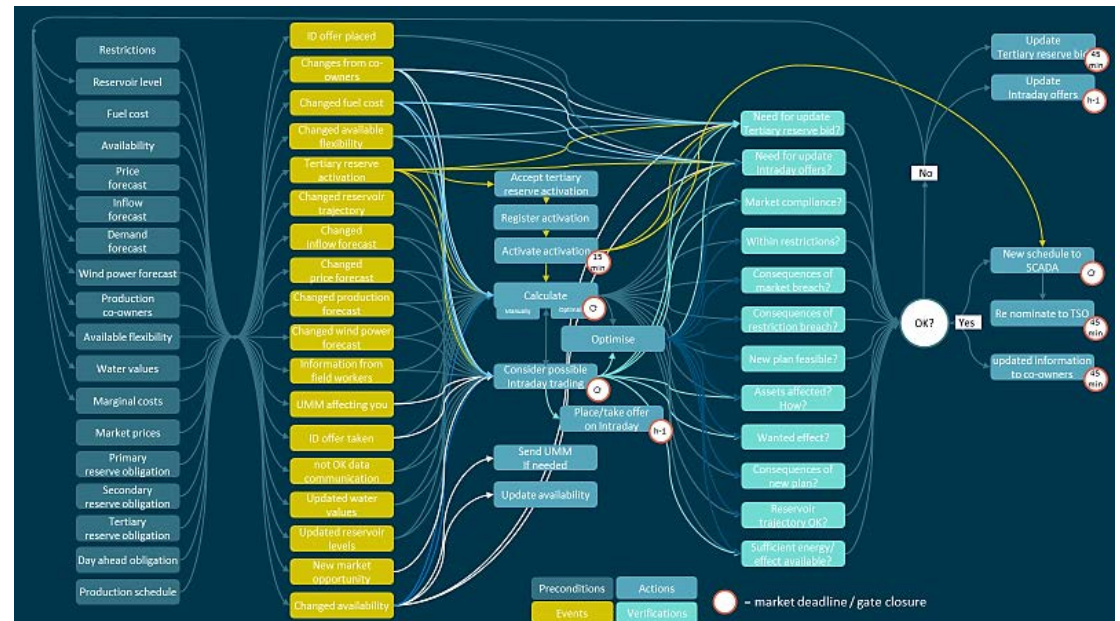 Restrictions
Reservoir level
Fuel cost
Availability
Price
forecast
Inflow
forecast
Demand
forecast
Wind power forecast
Production
co-owners
Available flexibility
Water values
Marginal costs
Market prices
Primary
reserve obligation
Secondary
reserve obligation
Tertiary
reserve obligation
Day ahead obligation
Production schedule
ID offer placed
Changes from co-
owners
Changed fuel cost
Changed available
flexibility
Tertiary reserve
activation
Changed reservoir
trajectory
Changed
inflow forecast
Changed
price forecast
Changed production
forecast
Changed wind power
forecast
Information from
field workers
UMM affecting you
ID offer taken
not OK data
communication
Updated water
values
Updated reservoir
levels
New market
opportunity
Changed availability
Accept tertiary
reserve activation
Register activation
Activate activation
15
min
Calculate
Manually
Optimal
Optimise
Consider possible
Intraday trading
Place/take offer
on Intraday
h-1
Send UMM
If needed
Update availability
Need for update
Tertiary reserve bid?
Need for update
Intraday offers?
Market compliance?
Within restrictions?
Consequences of
market breach?
Consequences of
restriction breach?
New plan feasible?
Assets affected?
How?
Wanted effect?
Consequences of
new plan?
Reservoir
trajectory OK?
Sufficient energy/
effect available?
OK?
No
Yes
Update
Tertiary reserve bid
45
min
Update
Intraday offers
h-1
New schedule to
SCADA
Re nominate to TSO
45
min
updated information
to co-owners
45
min
Preconditions
Actions
Events
Verifications
= market deadline / gate closure